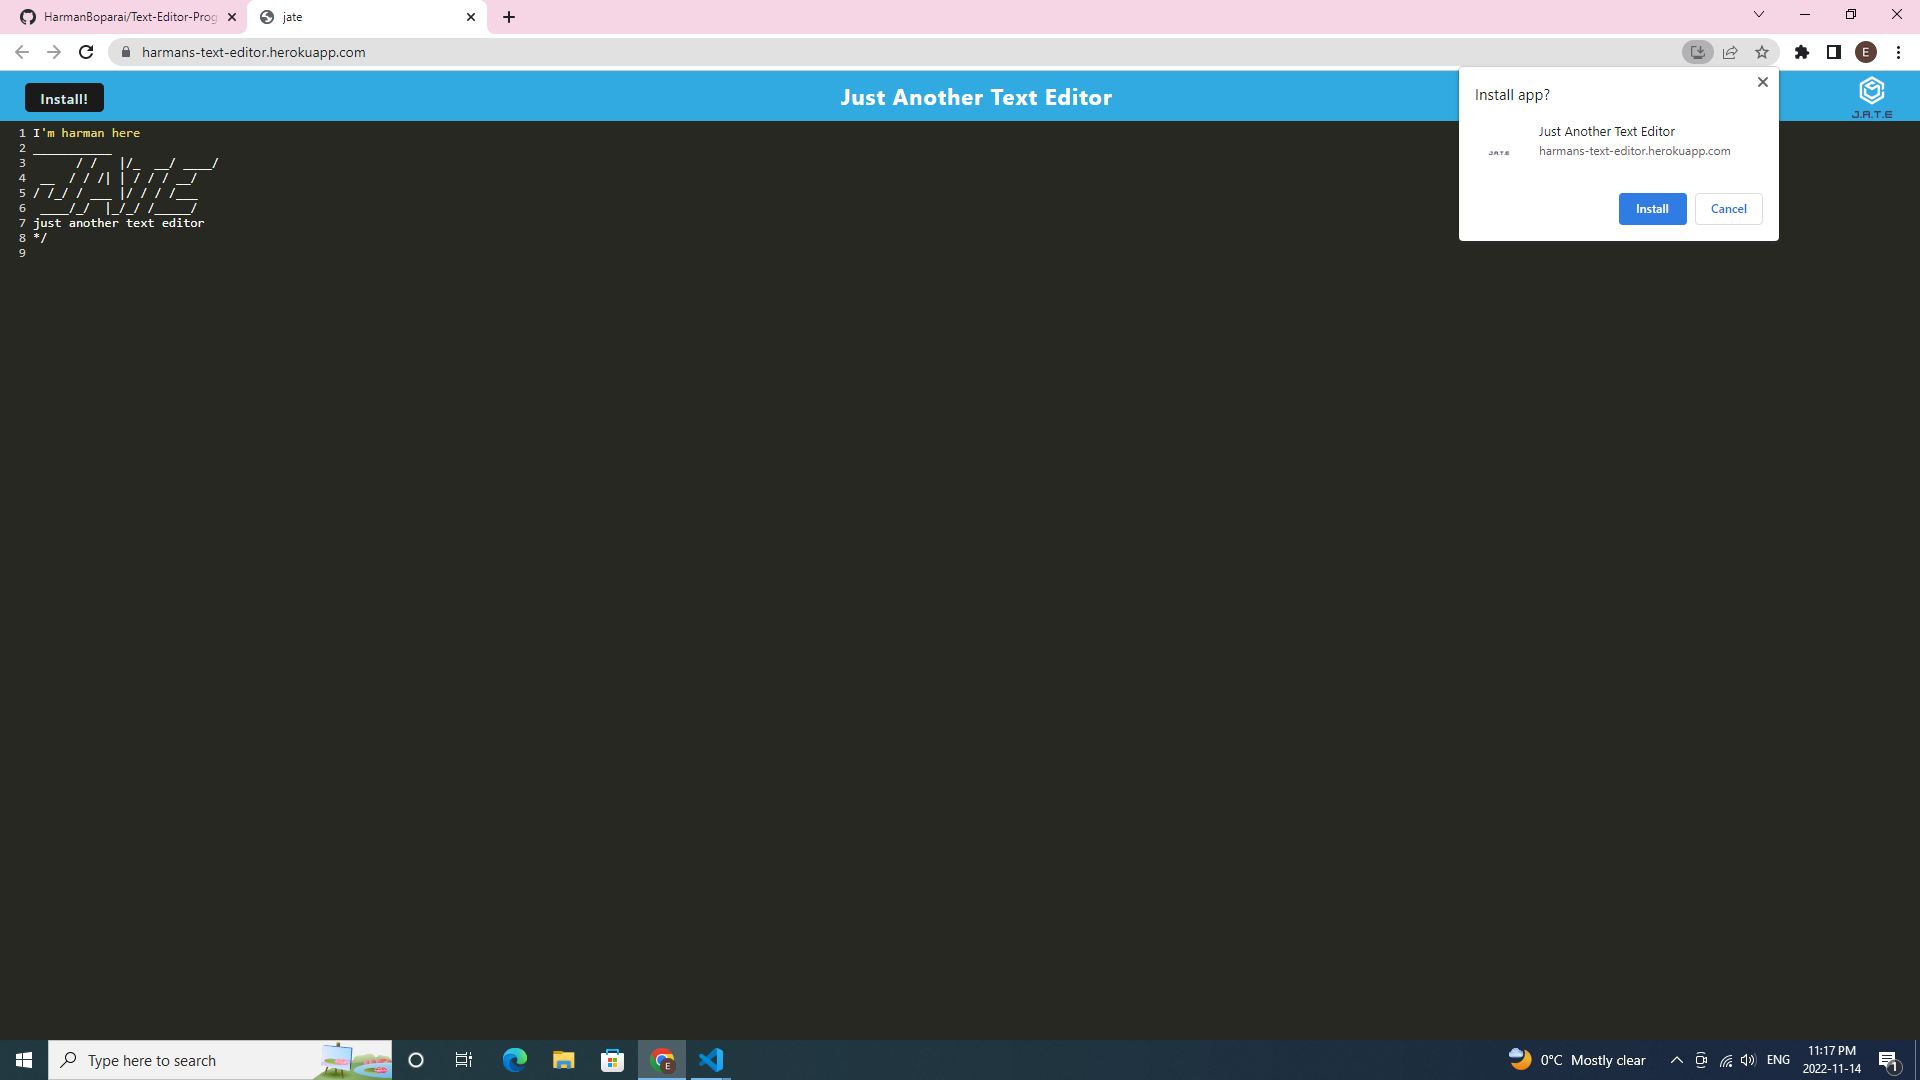 HarmanBoparai/Text-Editor-Prog
jate
harmans-text-editor.herokuapp.com
E
Install!
Just Another Text Editor
J.A.T.E
Install app?
Just Another Text Editor
J.A.T.E
harmans-text-editor.herokuapp.com
Install
Cancel
1 I'm harman here
2 ___________
3       / /   |/_  __/ ____/
4  __  / / /| | / / / __/
5 / /_/ / ___ |/ / / /___
6  ____/_/  |_/_/ /_____/
7 just another text editor
8 */
9
Type here to search
E
0°C Mostly clear
ENG
11:17 PM
2022-11-14
1